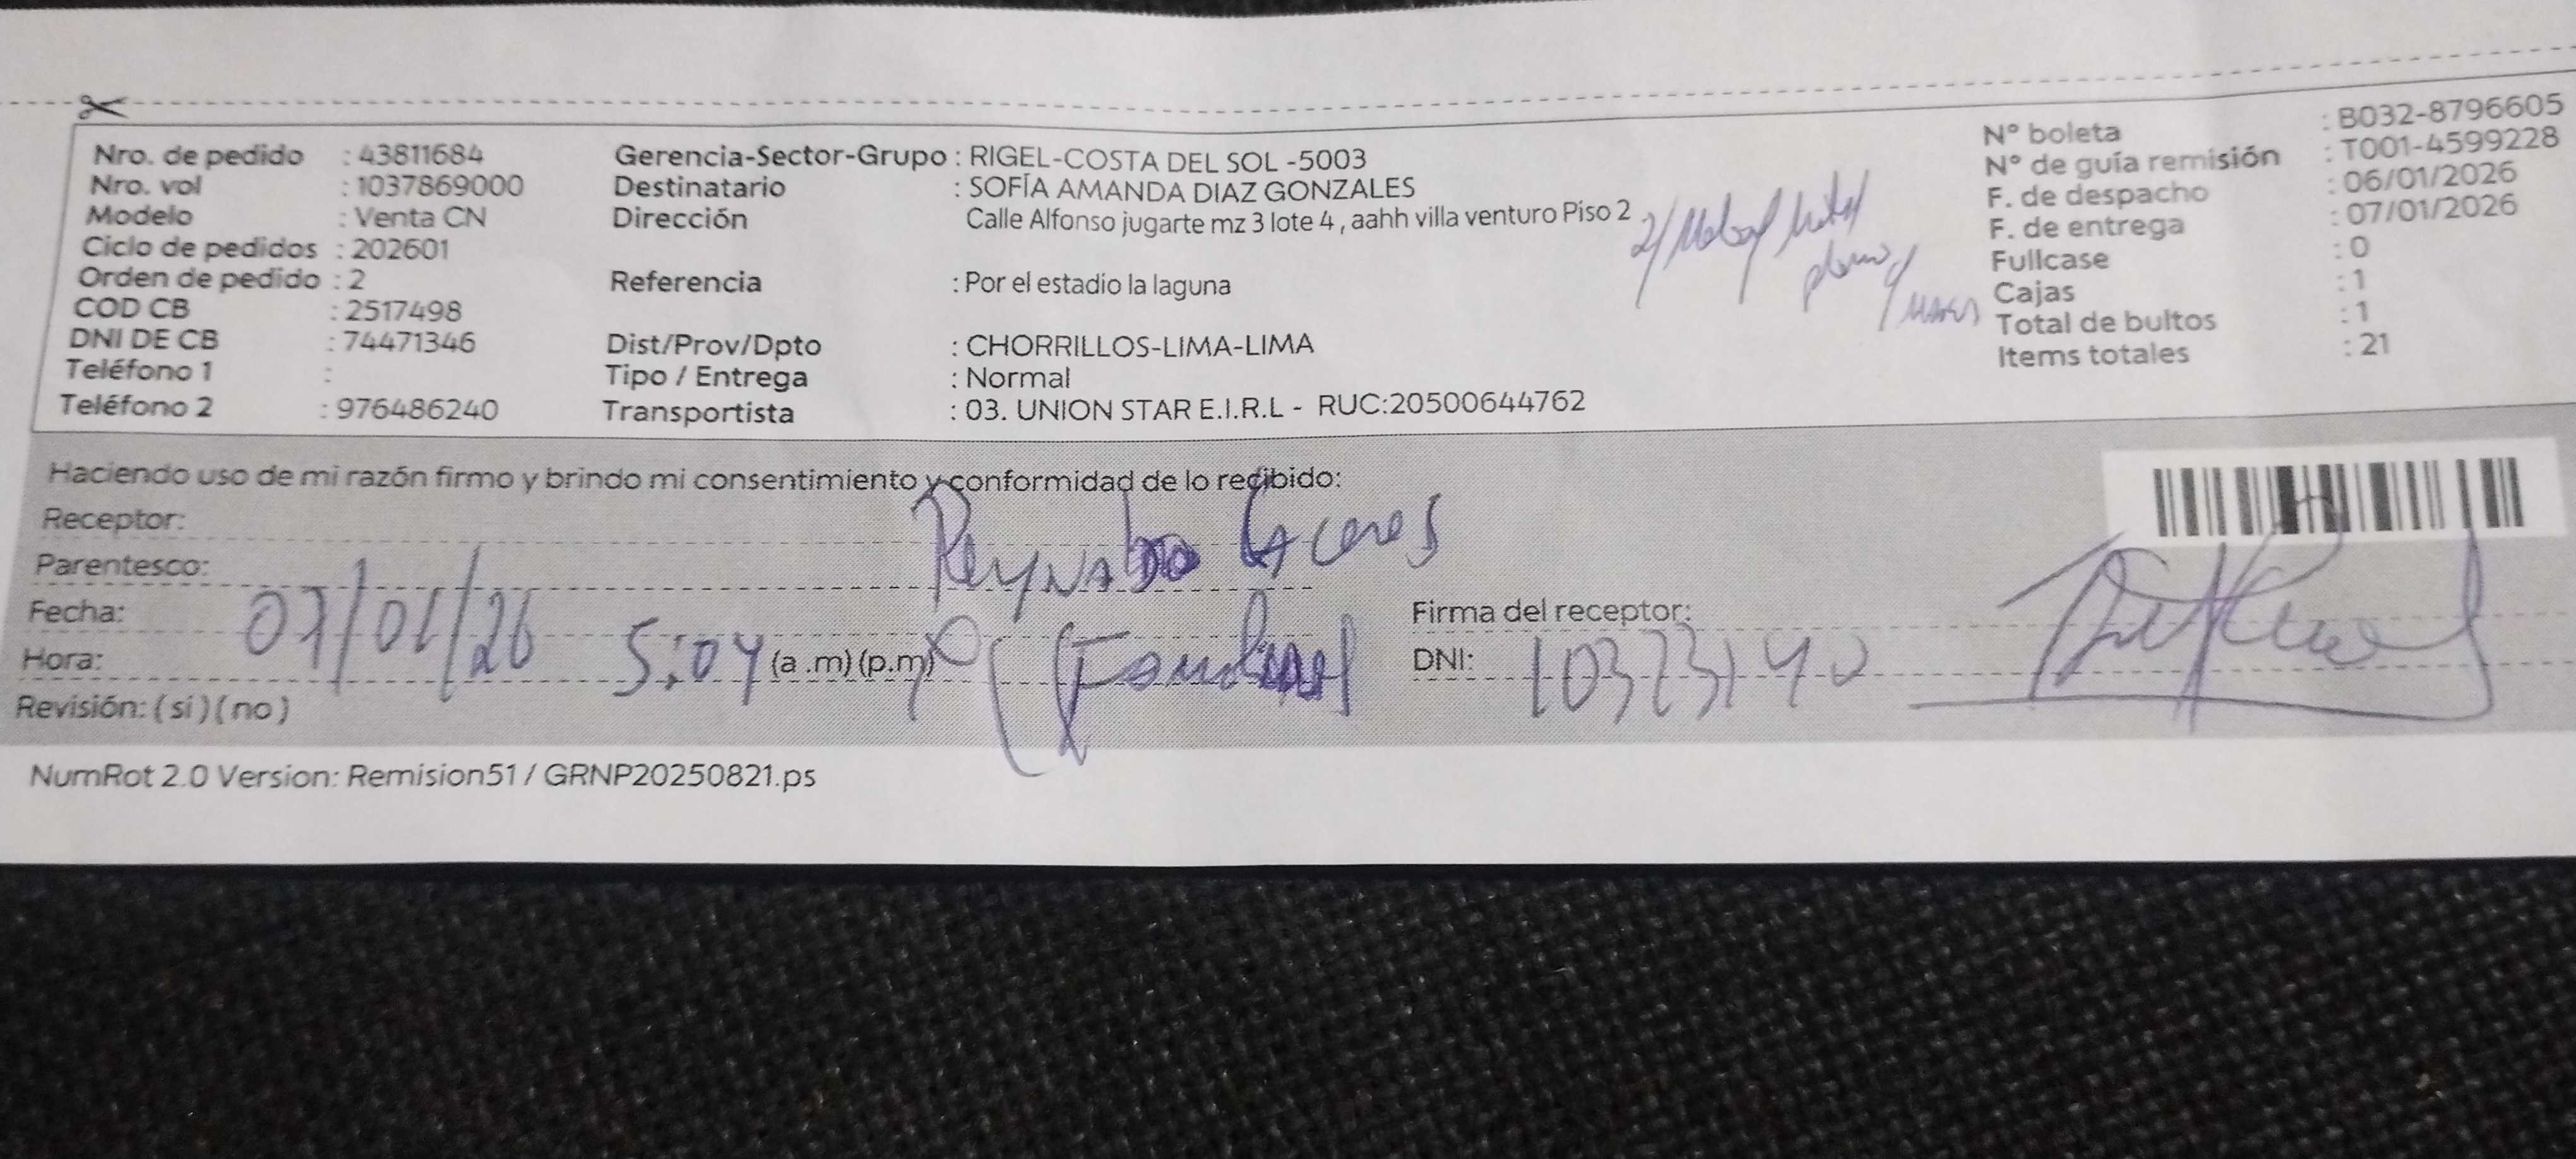 Nro. de pedido : 43811684
Nro. vol : 1037869000
Modelo : Venta CN
Ciclo de pedidos : 202601
Orden de pedido : 2
COD CB : 2517498
DNI DE CB : 74471346
Teléfono 1 :
Teléfono 2 : 976486240
Gerencia-Sector-Grupo : RIGEL-COSTA DEL SOL -5003
Destinatario : SOFÍA AMANDA DIAZ GONZALES
Dirección Calle Alfonso jugarte mz 3 lote 4 , aahh villa venturo Piso 2
Referencia : Por el estadio la laguna
Dist/Prov/Dpto : CHORRILLOS-LIMA-LIMA
Tipo / Entrega : Normal
Transportista : 03. UNION STAR E.I.R.L - RUC:20500644762
N° boleta : B032-8796605
N° de guía remisión : T001-4599228
F. de despacho : 06/01/2026
F. de entrega : 07/01/2026
Fullcase : 0
Cajas : 1
Total de bultos : 1
Items totales : 21
Haciendo uso de mi razón firmo y brindo mi consentimiento y conformidad de lo recibido:
Receptor: Reynaldo Caceres
Parentesco:
Fecha: 07/01/26
Hora: 5:04 (a .m) (p.m) (Familiar)
Revisión: ( si ) ( no )
Firma del receptor:
DNI: 10323140
NumRot 2.0 Version: Remision51 / GRNP20250821.ps